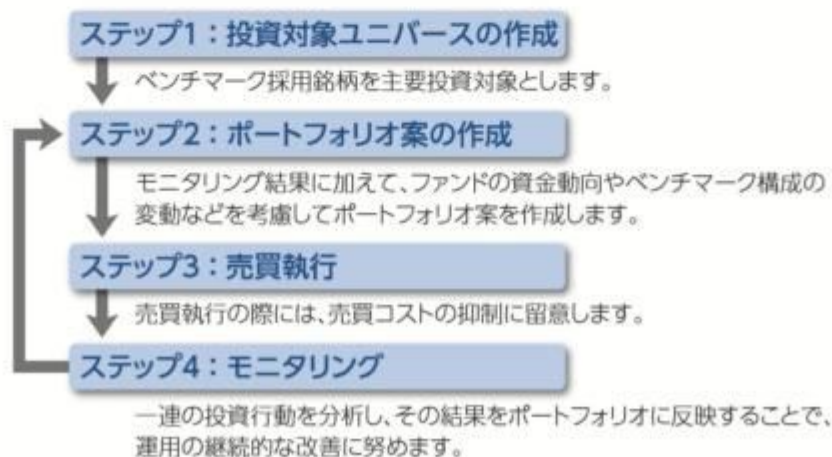 ステップ1：投資対象ユニバースの作成
ベンチマーク採用銘柄を主要投資対象とします。
ステップ2：ポートフォリオ案の作成
モニタリング結果に加えて、ファンドの資金動向やベンチマーク構成の
変動などを考慮してポートフォリオ案を作成します。
ステップ3：売買執行
売買執行の際には、売買コストの抑制に留意します。
ステップ4：モニタリング
一連の投資行動を分析し、その結果をポートフォリオに反映することで、
運用の継続的な改善に努めます。